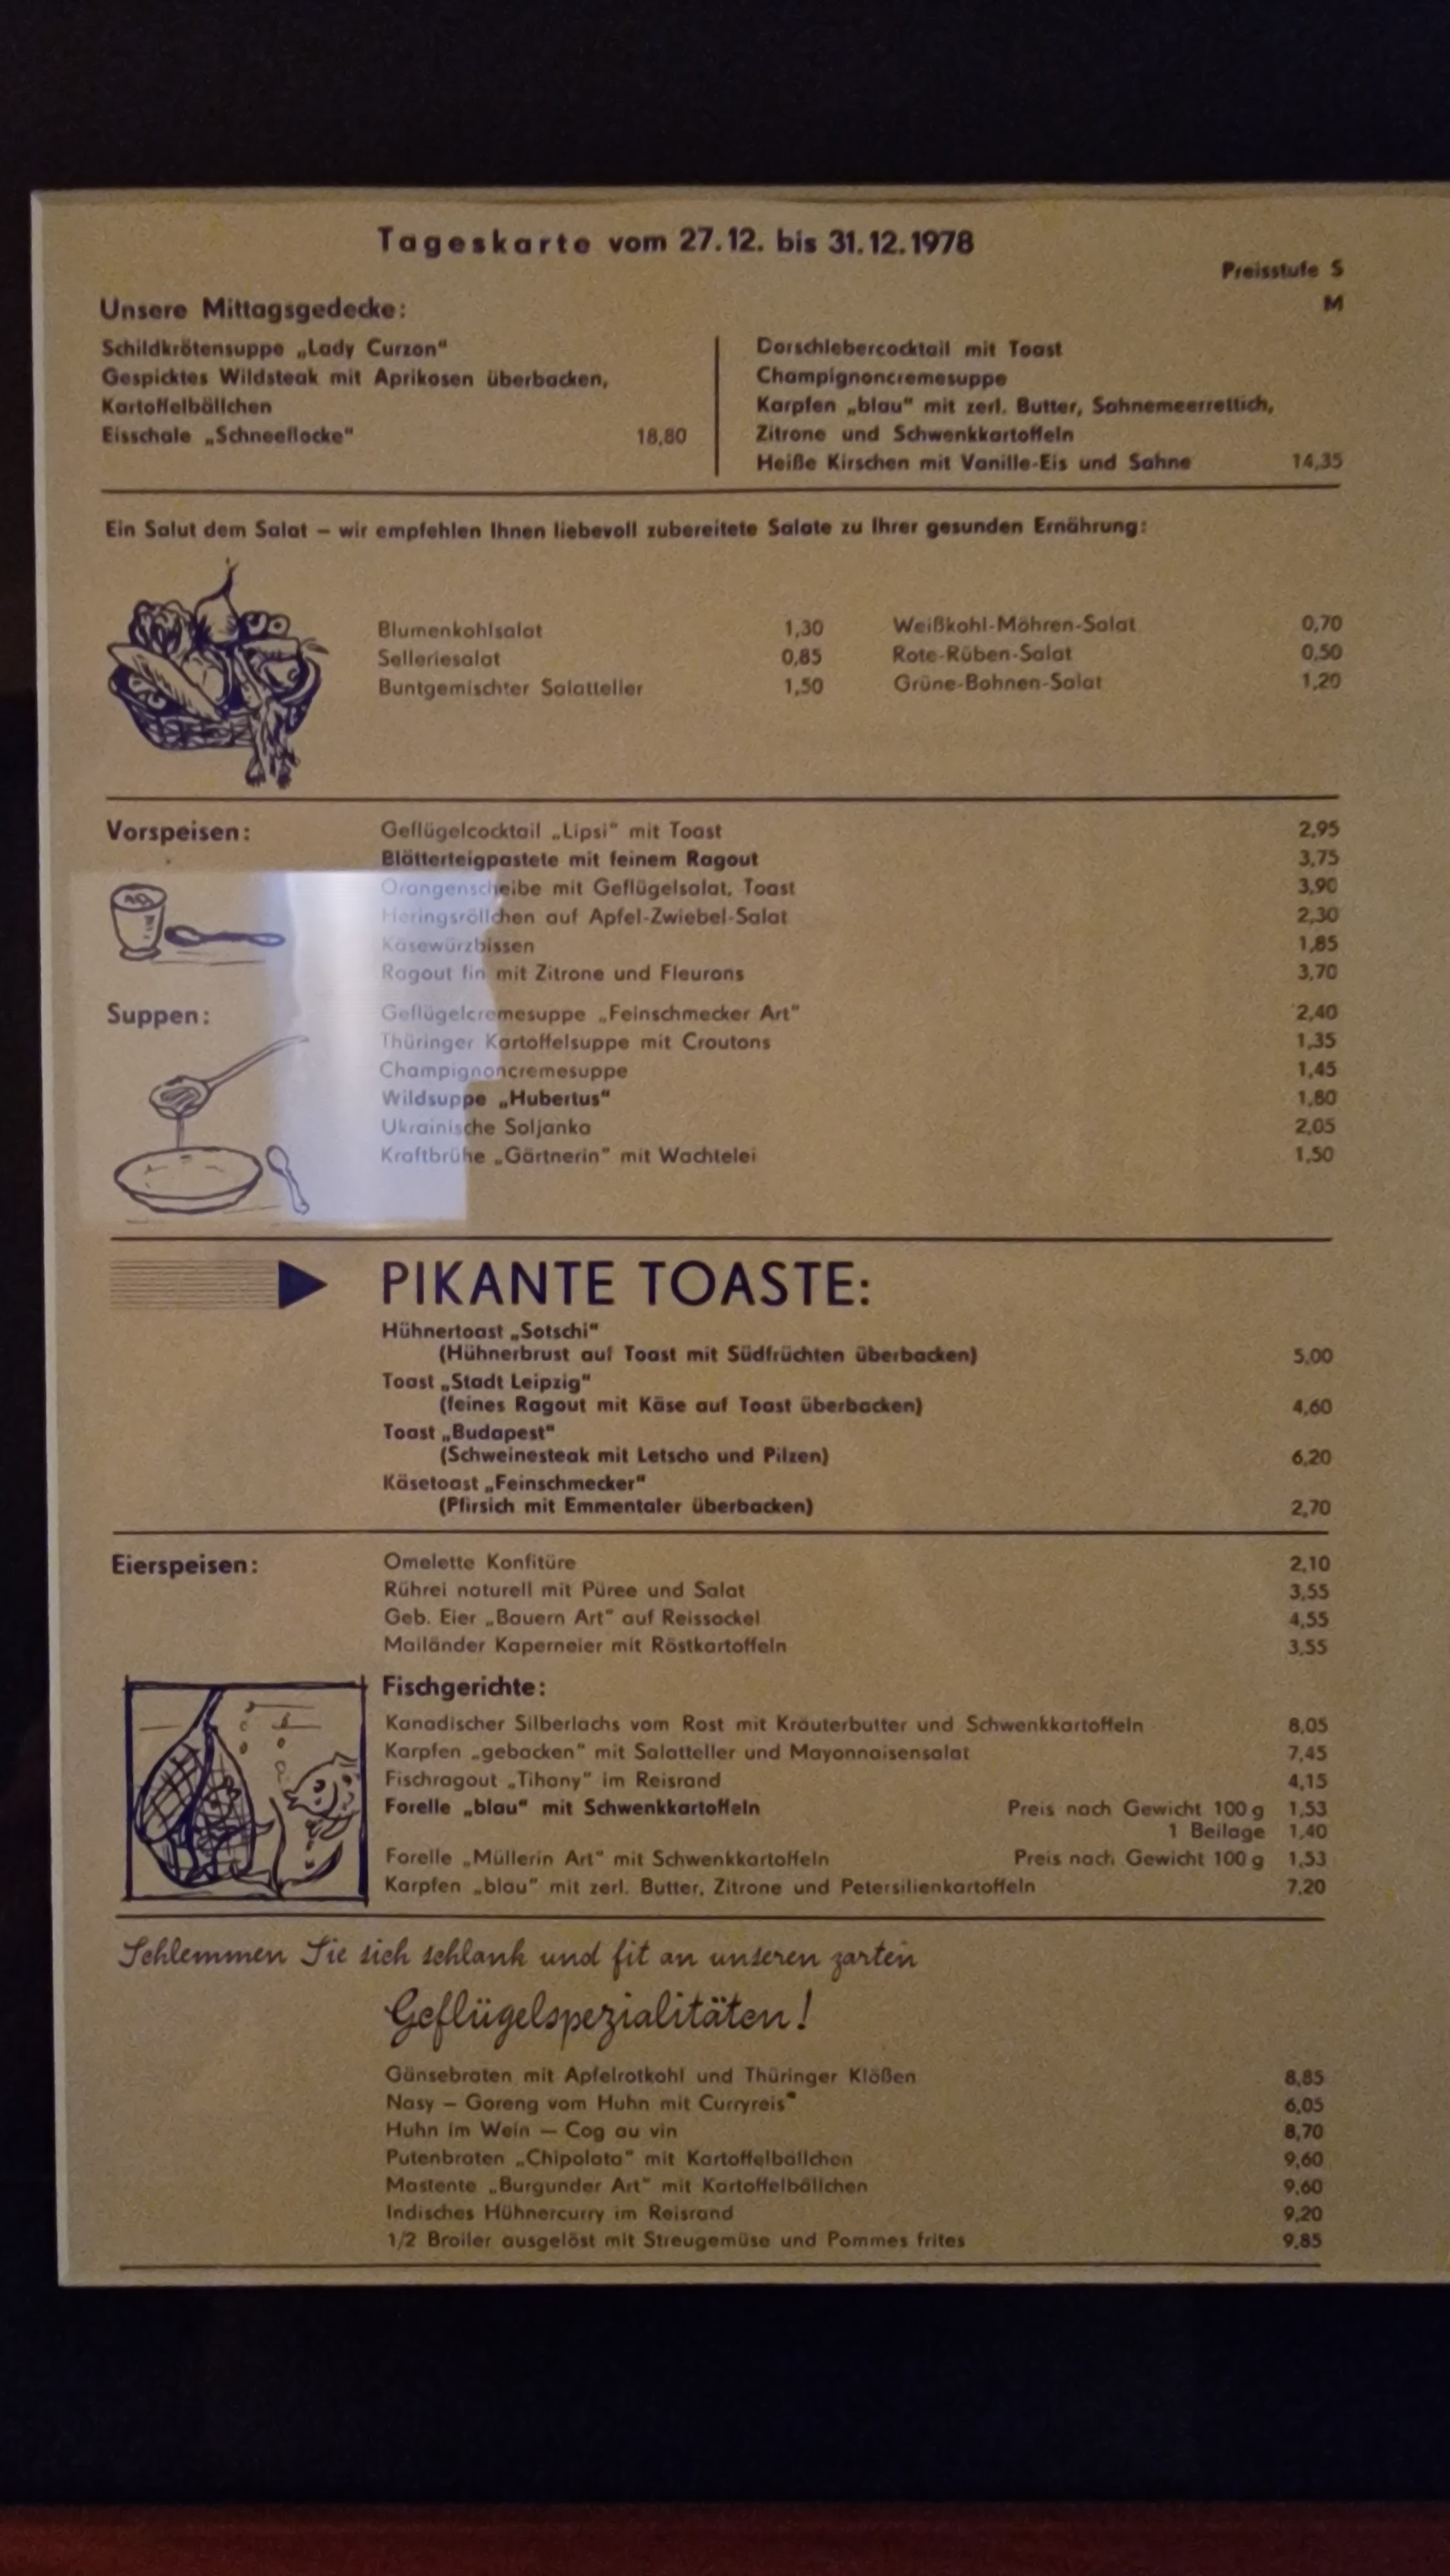 Tageskarte vom 27.12. bis 31.12.1978
Preisstufe S
M
Unsere Mittagsgedecke:
Schildkrötensuppe „Lady Curzon"
Gespicktes Wildsteak mit Aprikosen überbacken,
Kartoffelbällchen
Eisschale „Schneeflocke" 18,80
Dorschlebercocktail mit Toast
Champignoncremesuppe
Karpfen „blau" mit zerl. Butter, Sahnemeerrettich,
Zitrone und Schwenkkartoffeln
Heiße Kirschen mit Vanille-Eis und Sahne 14,35
Ein Salut dem Salat – wir empfehlen Ihnen liebevoll zubereitete Salate zu Ihrer gesunden Ernährung:
Blumenkohlsalat 1,30 Weißkohl-Möhren-Salat 0,70
Selleriesalat 0,85 Rote-Rüben-Salat 0,50
Buntgemischter Salatteller 1,50 Grüne-Bohnen-Salat 1,20
Vorspeisen: Geflügelcocktail „Lipsi" mit Toast 2,95
Blätterteigpastete mit feinem Ragout 3,75
Orangenscheibe mit Geflügelsalat, Toast 3,90
Heringsröllchen auf Apfel-Zwiebel-Salat 2,30
Käsewürzbissen 1,85
Ragout fin mit Zitrone und Fleurons 3,70
Suppen: Geflügelcremesuppe „Feinschmecker Art" 2,40
Thüringer Kartoffelsuppe mit Croutons 1,35
Champignoncremesuppe 1,45
Wildsuppe „Hubertus" 1,80
Ukrainische Soljanka 2,05
Kraftbrühe „Gärtnerin" mit Wachtelei 1,50
PIKANTE TOASTE:
Hühnertoast „Sotschi"
(Hühnerbrust auf Toast mit Südfrüchten überbacken) 5,00
Toast „Stadt Leipzig"
(feines Ragout mit Käse auf Toast überbacken) 4,60
Toast „Budapest"
(Schweinesteak mit Letscho und Pilzen) 6,20
Käsetoast „Feinschmecker"
(Pfirsich mit Emmentaler überbacken) 2,70
Eierspeisen: Omelette Konfitüre 2,10
Rührei naturell mit Püree und Salat 3,55
Geb. Eier „Bauern Art" auf Reissockel 4,55
Mailänder Kaperneier mit Röstkartoffeln 3,55
Fischgerichte:
Kanadischer Silberlachs vom Rost mit Kräuterbutter und Schwenkkartoffeln 8,05
Karpfen „gebacken" mit Salatteller und Mayonnaisensalat 7,45
Fischragout „Tihany" im Reisrand 4,15
Forelle „blau" mit Schwenkkartoffeln Preis nach Gewicht 100 g 1,53
1 Beilage 1,40
Forelle „Müllerin Art" mit Schwenkkartoffeln Preis nach Gewicht 100 g 1,53
Karpfen „blau" mit zerl. Butter, Zitrone und Petersilienkartoffeln 7,20
Schlemmen Sie sich schlank und fit an unseren zarten
Geflügelspezialitäten!
Gänsebraten mit Apfelrotkohl und Thüringer Klößen 8,85
Nasy – Goreng vom Huhn mit Curryreis" 6,05
Huhn im Wein – Cog au vin 8,70
Putenbraten „Chipolata" mit Kartoffelbällchen 9,60
Mastente „Burgunder Art" mit Kartoffelbällchen 9,60
Indisches Hühnercurry im Reisrand 9,20
1/2 Broiler ausgelöst mit Streugemüse und Pommes frites 9,85